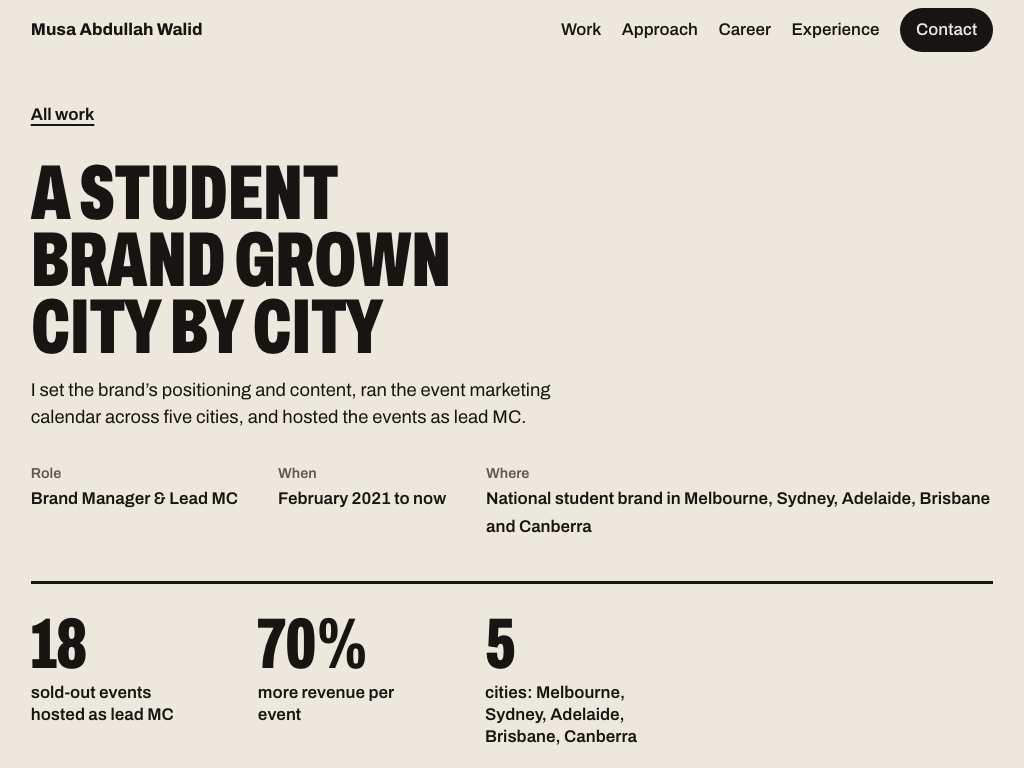 Musa Abdullah Walid
Work
Approach
Career
Experience
Contact
All work
A STUDENT
BRAND GROWN
CITY BY CITY
I set the brand’s positioning and content, ran the event marketing
calendar across five cities, and hosted the events as lead MC.
Role
Brand Manager & Lead MC
When
February 2021 to now
Where
National student brand in Melbourne, Sydney, Adelaide, Brisbane
and Canberra
18
sold-out events
hosted as lead MC
70%
more revenue per
event
5
cities: Melbourne,
Sydney, Adelaide,
Brisbane, Canberra